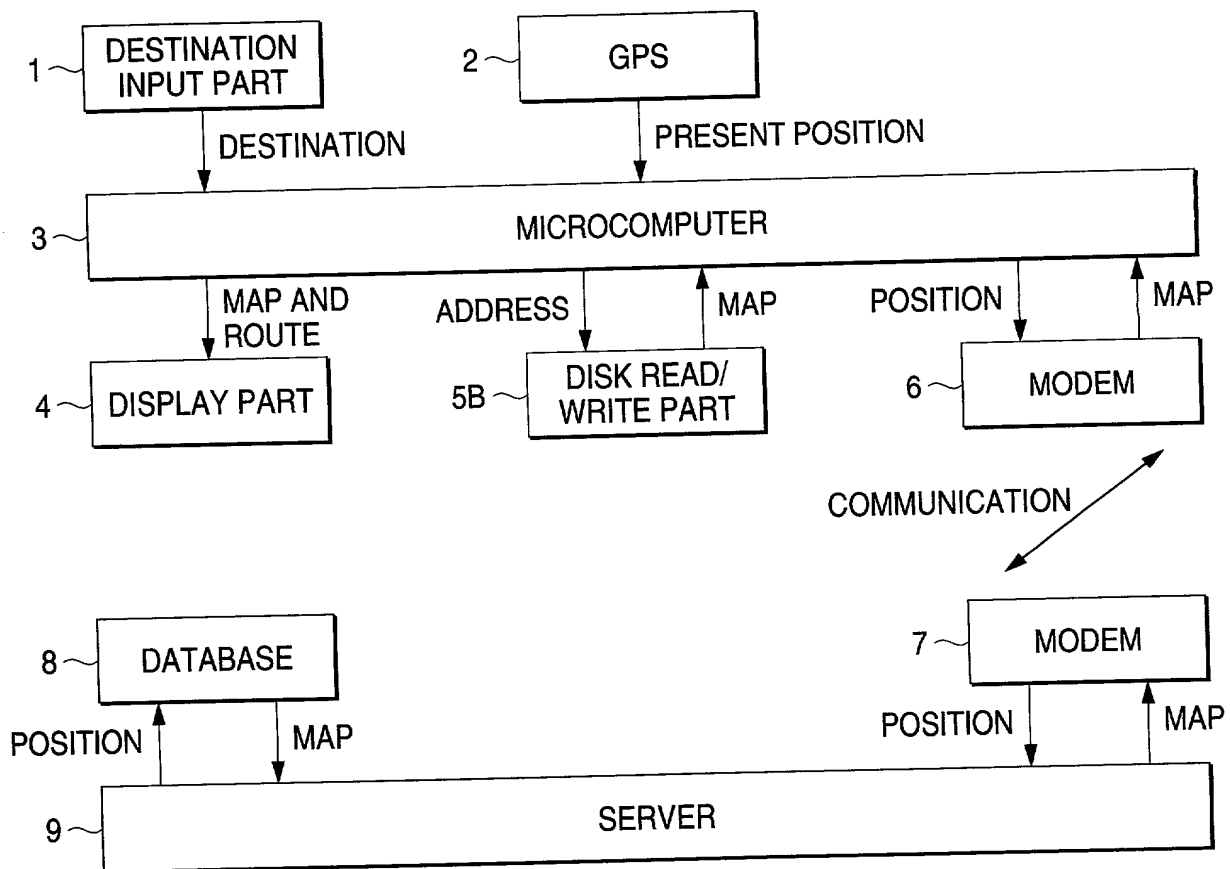 1
DESTINATION
INPUT PART
2
GPS
DESTINATION
PRESENT POSITION
3
MICROCOMPUTER
MAP AND
ROUTE
ADDRESS
MAP
POSITION
MAP
4
DISPLAY PART
5B
DISK READ/
WRITE PART
6
MODEM
COMMUNICATION
8
DATABASE
7
MODEM
POSITION
MAP
POSITION
MAP
9
SERVER